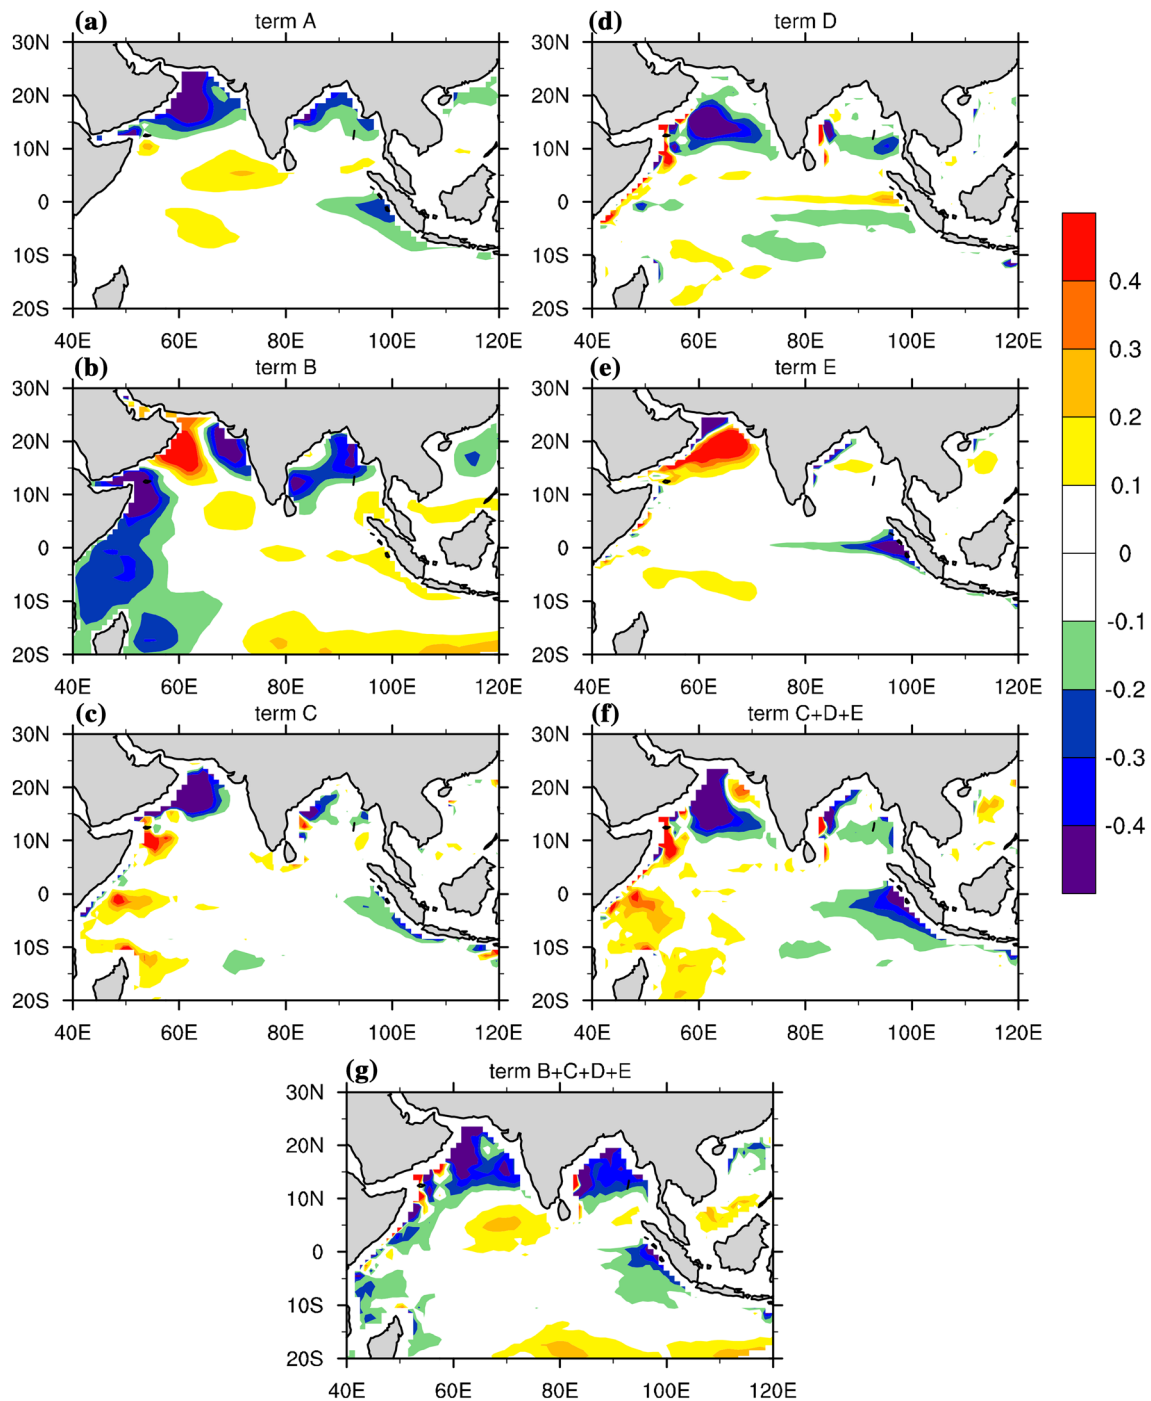 (a) term A
30N
20N
10N
0
10S
20S
40E 60E 80E 100E 120E
(d) term D
30N
20N
10N
0
10S
20S
40E 60E 80E 100E 120E
(b) term B
30N
20N
10N
0
10S
20S
40E 60E 80E 100E 120E
(e) term E
30N
20N
10N
0
10S
20S
40E 60E 80E 100E 120E
(c) term C
30N
20N
10N
0
10S
20S
40E 60E 80E 100E 120E
(f) term C+D+E
30N
20N
10N
0
10S
20S
40E 60E 80E 100E 120E
(g) term B+C+D+E
30N
20N
10N
0
10S
20S
40E 60E 80E 100E 120E
0.4
0.3
0.2
0.1
0
-0.1
-0.2
-0.3
-0.4